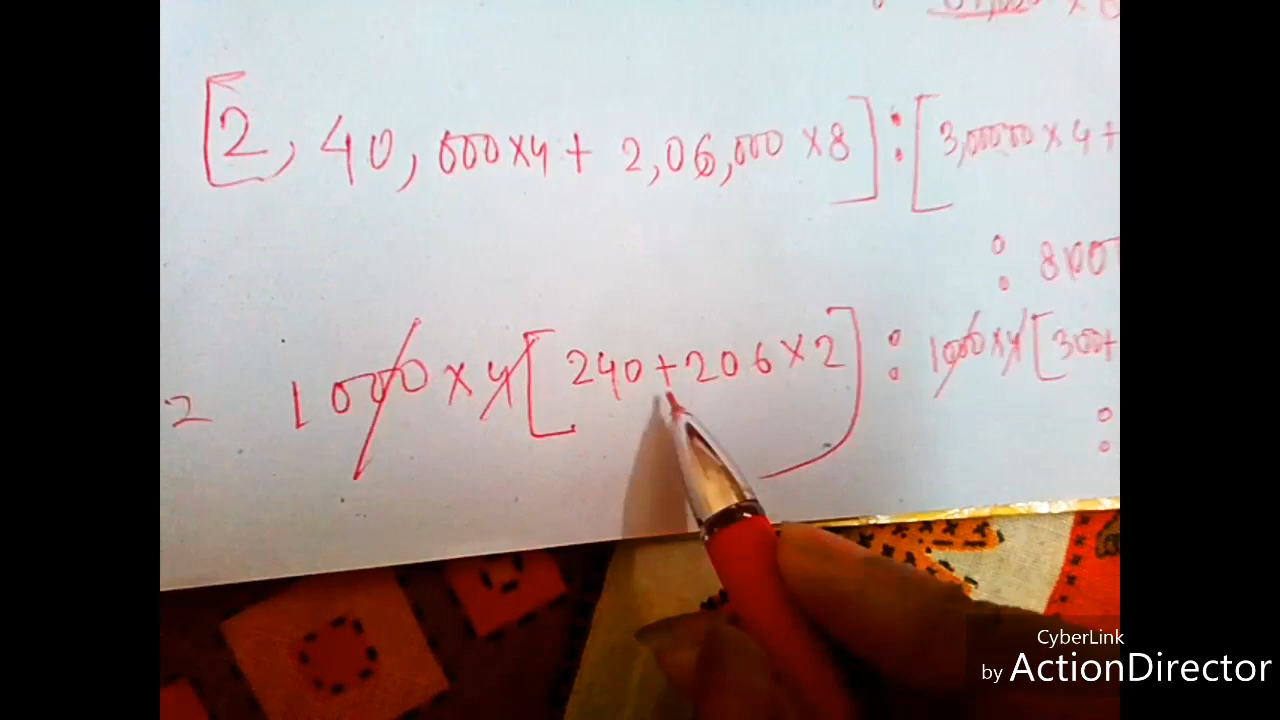 [2,40,000×4 + 2,06,000×8] : [3,00000×4+
: 8000
= 1000×4[240+206×2] : 1000×4[300+
:
CyberLink
by ActionDirector